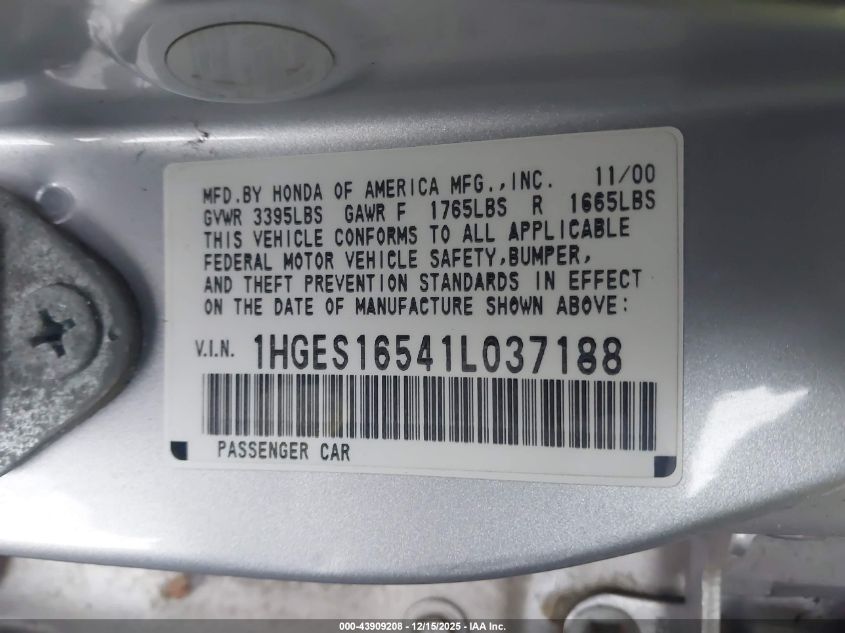 MFD.BY HONDA OF AMERICA MFG.,INC. 11/00
GVWR 3395LBS GAWR F 1765LBS R 1665LBS
THIS VEHICLE CONFORMS TO ALL APPLICABLE
FEDERAL MOTOR VEHICLE SAFETY,BUMPER,
AND THEFT PREVENTION STANDARDS IN EFFECT
ON THE DATE OF MANUFACTURE SHOWN ABOVE:
V.I.N. 1HGES16541L037188
PASSENGER CAR
000-43909208 - 12/15/2025 - IAA Inc.